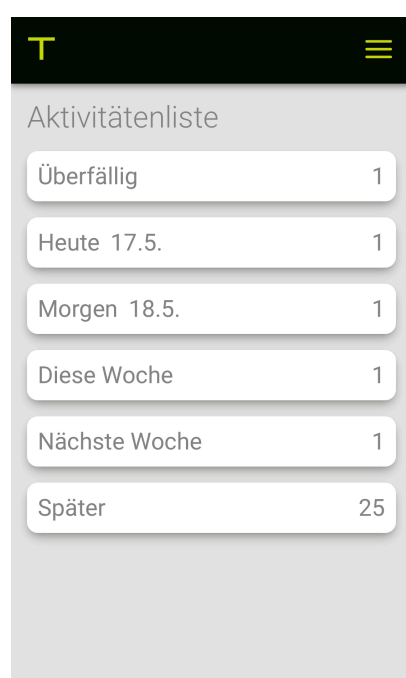 T
Aktivitätenliste
Überfällig 1
Heute 17.5. 1
Morgen 18.5. 1
Diese Woche 1
Nächste Woche 1
Später 25